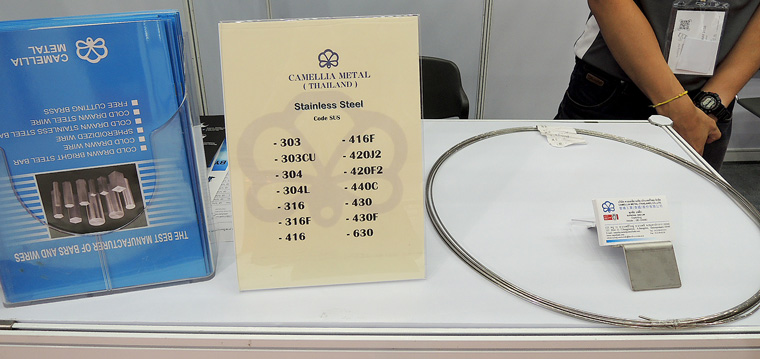 CAMELLIA
METAL
FREE CUTTING BRASS
COLD DRAWN STEEL WIRE
COLD DRAWN STAINLESS STEEL BAR
SPHEROIDIZED WIRE
COLD DRAWN WIRE
COLD DRAWN BRIGHT STEEL BAR
THE BEST MANUFACTURER OF BARS AND WIRES
CAMELLIA METAL
( THAILAND )
Stainless Steel
Code SUS
- 303
- 303CU
- 304
- 304L
- 316
- 316F
- 416
- 416F
- 420J2
- 420F2
- 440C
- 430
- 430F
- 630